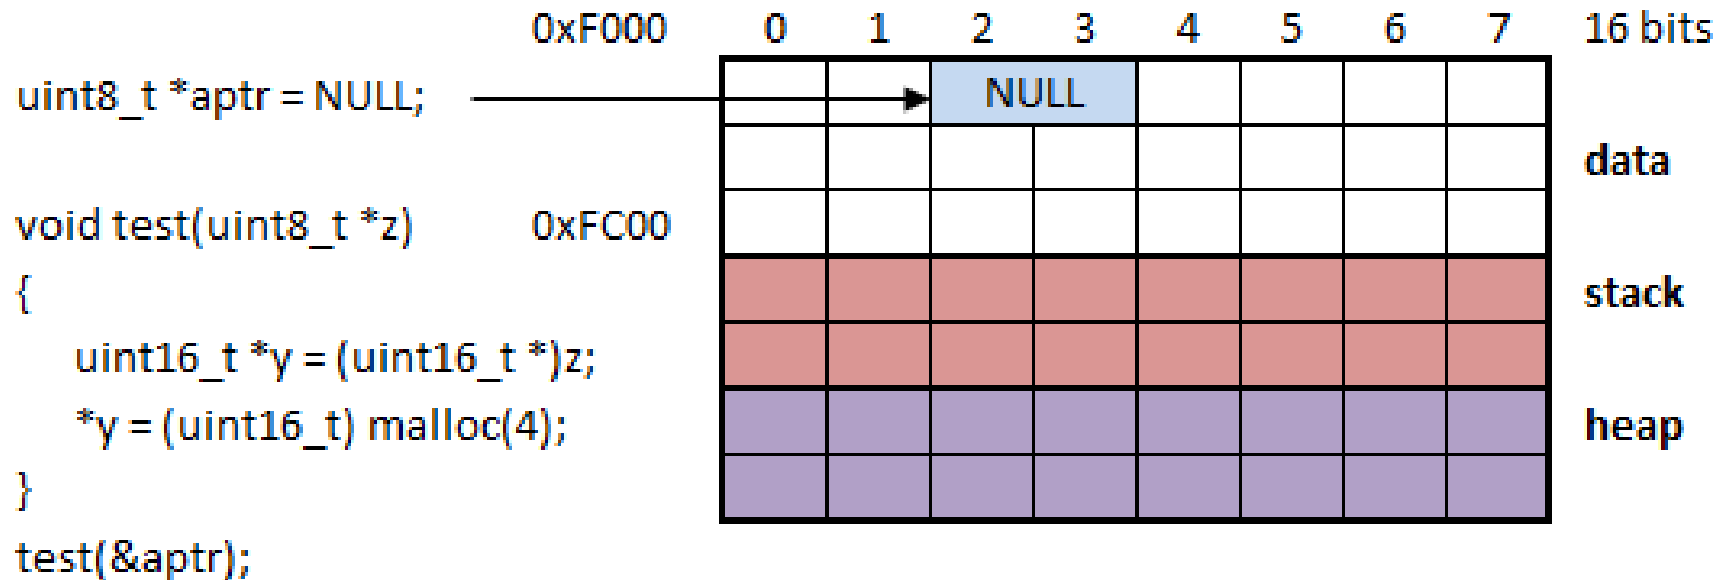 0xF000 0 1 2 3 4 5 6 7 16 bits
uint8_t *aptr = NULL; NULL
data
void test(uint8_t *z) 0xFC00
{ stack
uint16_t *y = (uint16_t *)z;
*y = (uint16_t) malloc(4); heap
}
test(&aptr);